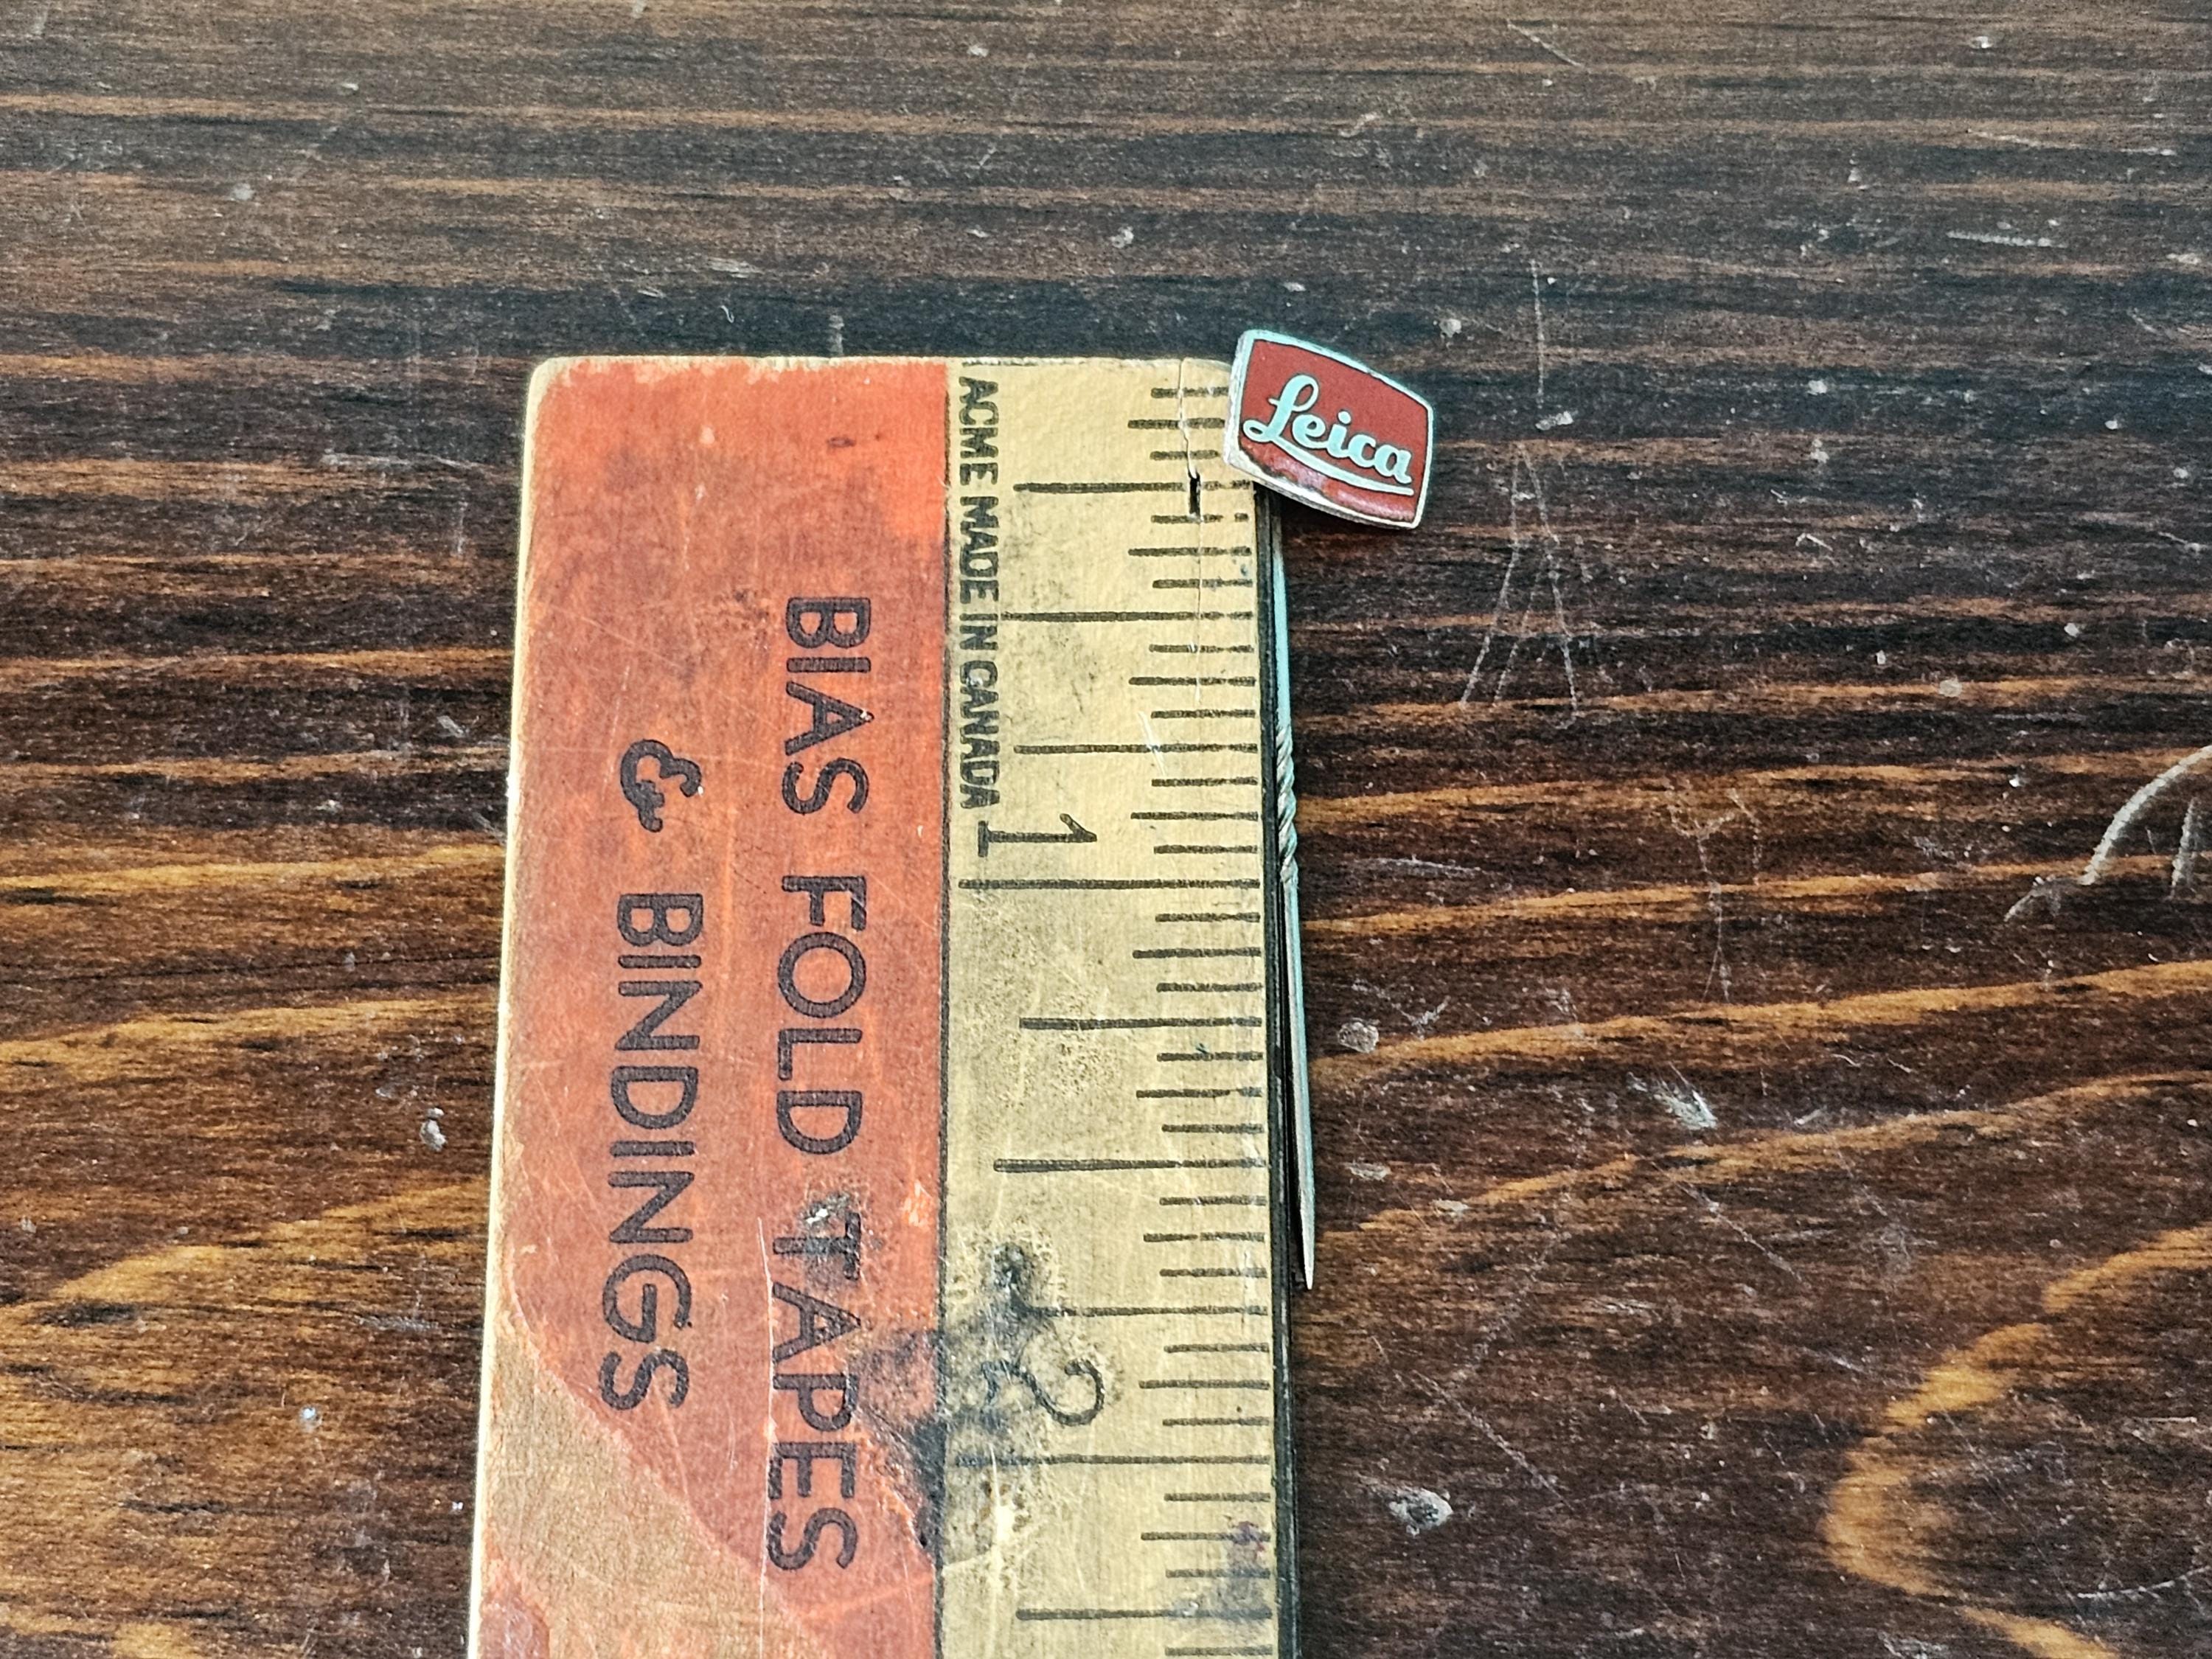 Leica
ACME MADE IN CANADA
BIAS FOLD TAPES
& BINDINGS
1
2